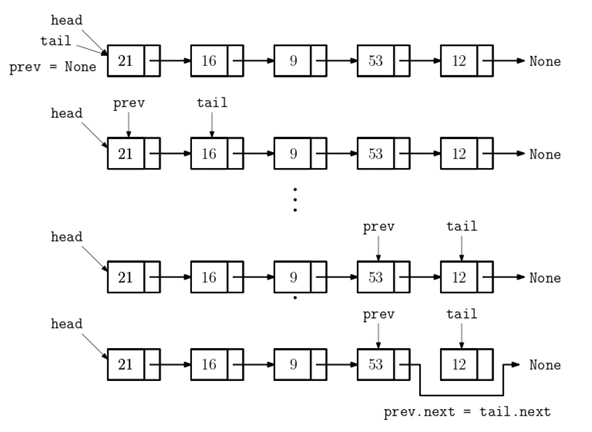 head
tail
prev = None
21 16 9 53 12 None
prev tail
head
21 16 9 53 12 None
prev tail
head
21 16 9 53 12 None
prev tail
head
21 16 9 53 12 None
prev.next = tail.next